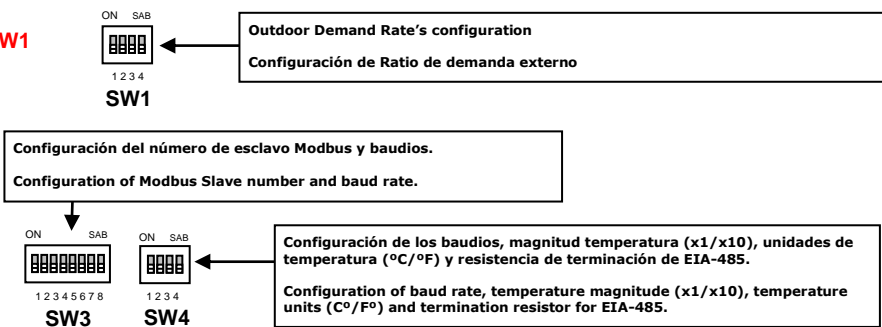 ON SAB
W1
1 2 3 4
SW1
Outdoor Demand Rate's configuration
Configuración de Ratio de demanda externo
Configuración del número de esclavo Modbus y baudios.
Configuration of Modbus Slave number and baud rate.
ON SAB
1 2 3 4 5 6 7 8
SW3
ON SAB
1 2 3 4
SW4
Configuración de los baudios, magnitud temperatura (x1/x10), unidades de
temperatura (ºC/ºF) y resistencia de terminación de EIA-485.
Configuration of baud rate, temperature magnitude (x1/x10), temperature
units (Cº/Fº) and termination resistor for EIA-485.